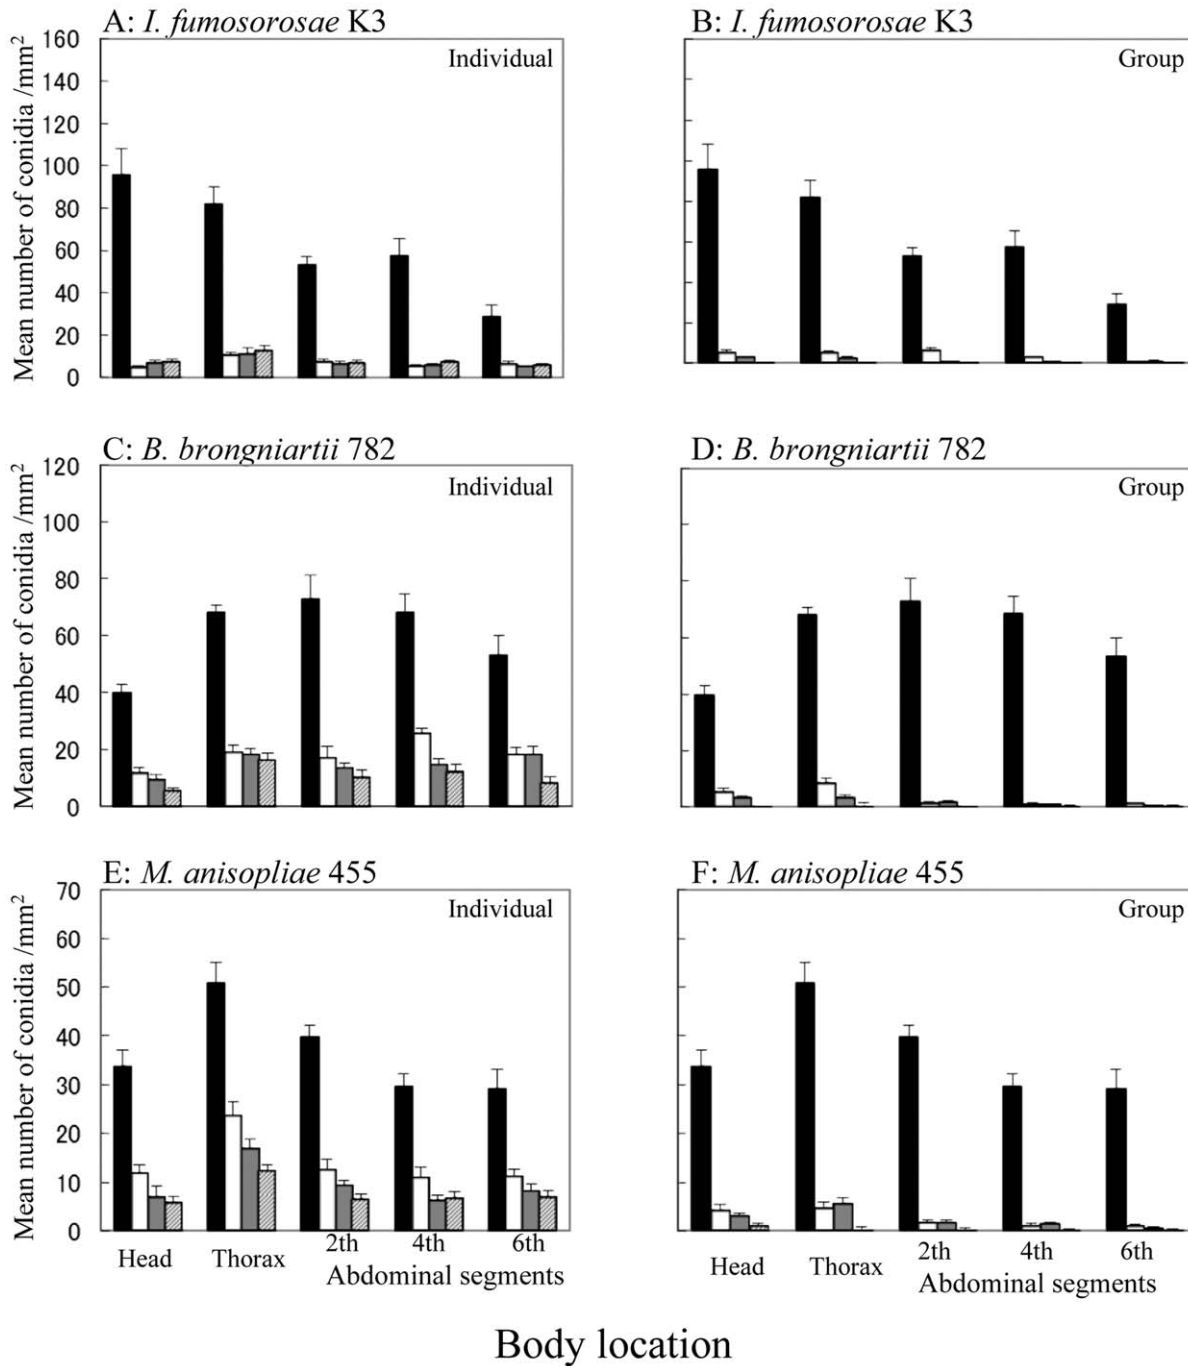 A: I. fumosorosae K3
B: I. fumosorosae K3
Mean number of conidia /mm²
160
140
120
100
80
60
40
20
0
Individual
Group
C: B. brongniartii 782
D: B. brongniartii 782
Mean number of conidia /mm²
120
100
80
60
40
20
0
Individual
Group
E: M. anisopliae 455
F: M. anisopliae 455
Mean number of conidia /mm²
70
60
50
40
30
20
10
0
Individual
Group
Head Thorax 2th 4th 6th
Abdominal segments
Head Thorax 2th 4th 6th
Abdominal segments
Body location